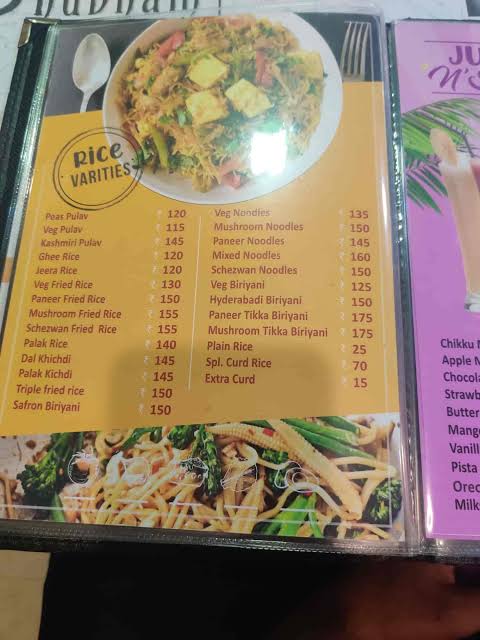 Shubham
Rice
VARITIES
Peas Pulav ₹ 120
Veg Pulav ₹ 115
Kashmiri Pulav ₹ 145
Ghee Rice ₹ 120
Jeera Rice ₹ 120
Veg Fried Rice ₹ 130
Paneer Fried Rice ₹ 150
Mushroom Fried Rice ₹ 155
Schezwan Fried Rice ₹ 155
Palak Rice ₹ 140
Dal Khichdi ₹ 145
Palak Kichdi ₹ 145
Triple fried rice ₹ 150
Safron Biriyani ₹ 150
Veg Nondles ₹ 135
Mushroom Noodles ₹ 150
Paneer Noodles ₹ 145
Mixed Noodles ₹ 160
Schezwan Noodles ₹ 150
Veg Biriyani ₹ 125
Hyderabadi Biriyani ₹ 150
Paneer Tikka Biriyani ₹ 175
Mushroom Tikka Biriyani ₹ 175
Plain Rice ₹ 25
Spl. Curd Rice ₹ 70
Extra Curd ₹ 15
JU
N'S
Chikku M
Apple M
Chocola
Strawb
Butter
Mango
Vanill
Pista
Oreo
Milk